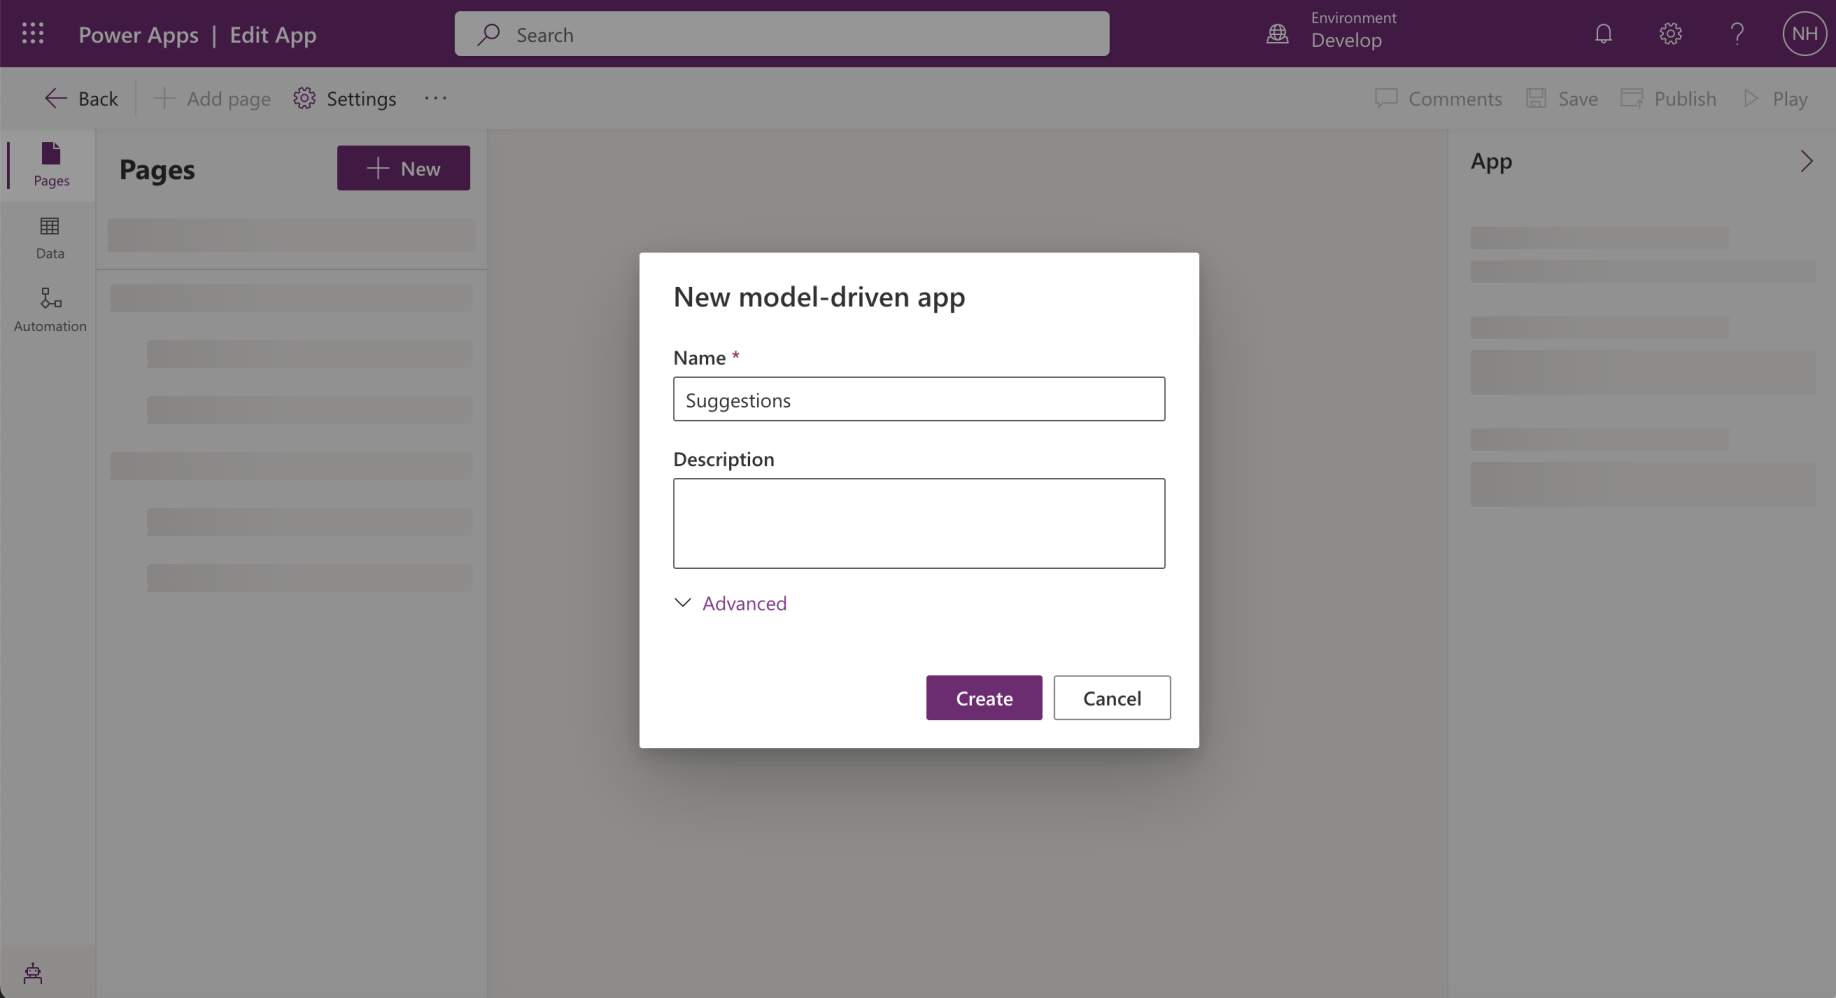 Power Apps | Edit App
Search
Environment
Develop
?
NH
Back
Add page
Settings
...
Comments
Save
Publish
Play
Pages
Data
Automation
Pages
+ New
App
New model-driven app
Name *
Suggestions
Description
Advanced
Create
Cancel